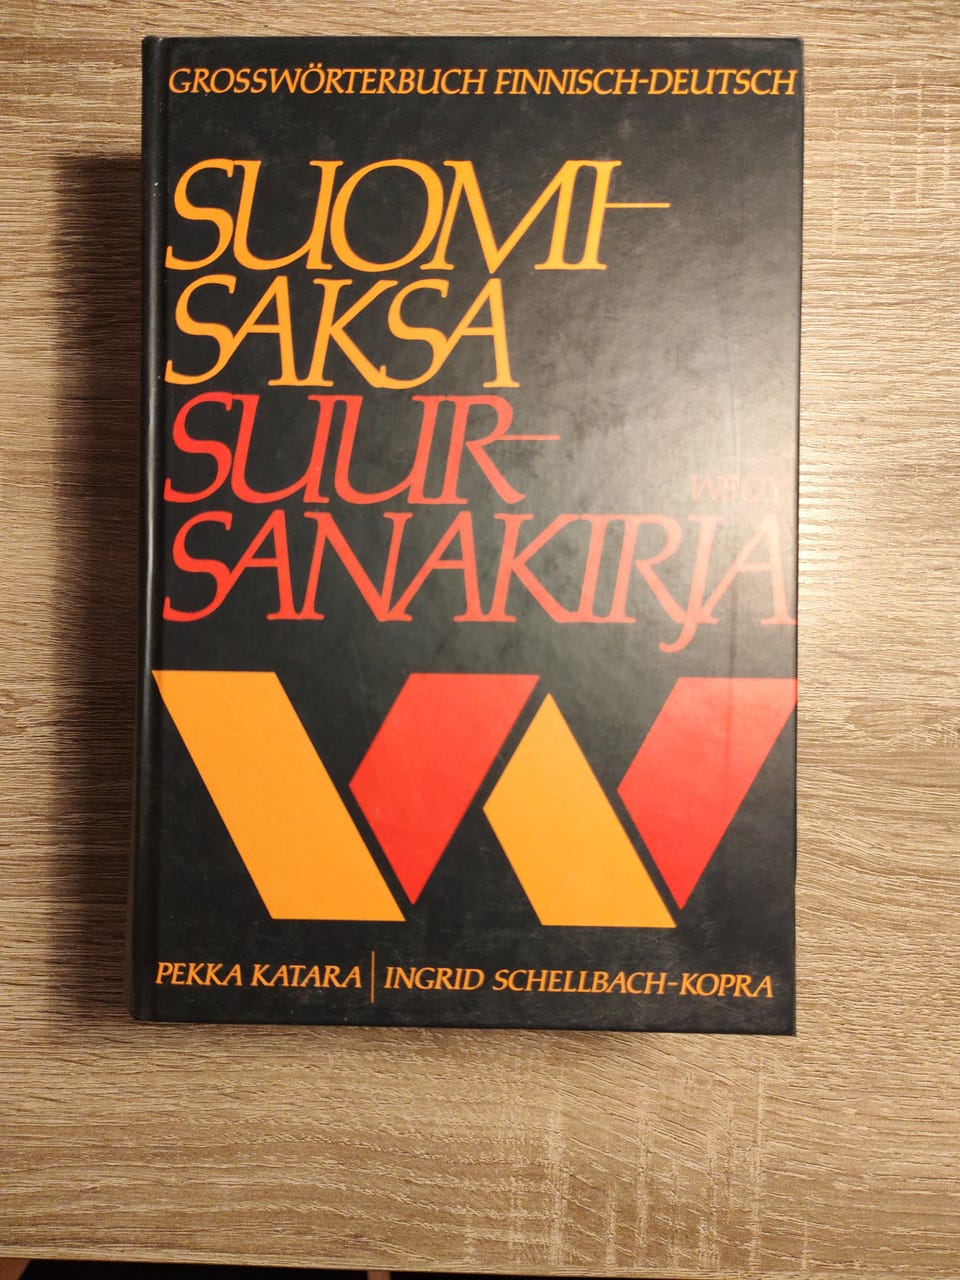 GROSSWÖRTERBUCH FINNISCH-DEUTSCH
SUOMI-
SAKSA
SUUR-
WSOY
SANAKIRJA
PEKKA KATARA | INGRID SCHELLBACH-KOPRA